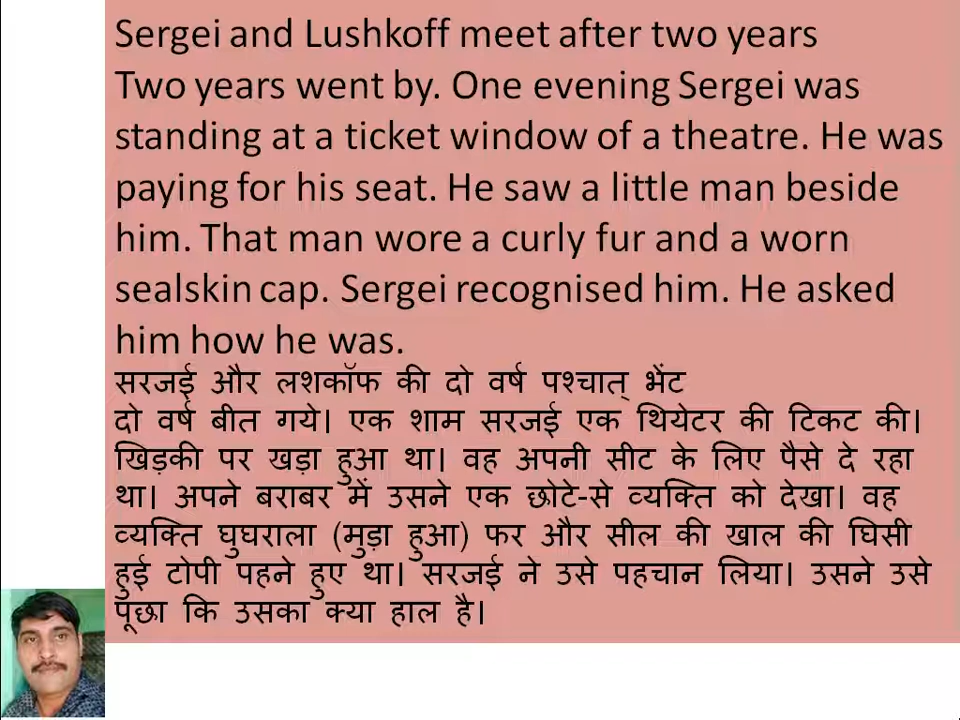 Sergei and Lushkoff meet after two years
Two years went by. One evening Sergei was
standing at a ticket window of a theatre. He was
paying for his seat. He saw a little man beside
him. That man wore a curly fur and a worn
sealskin cap. Sergei recognised him. He asked
him how he was.
सरजई और लशकॉफ की दो वर्ष पश्चात् भेंट
दो वर्ष बीत गये। एक शाम सरजई एक थियेटर की टिकट की।
खिड़की पर खड़ा हुआ था। वह अपनी सीट के लिए पैसे दे रहा
था। अपने बराबर में उसने एक छोटे-से व्यक्ति को देखा। वह
व्यक्ति घुघराला (मुड़ा हुआ) फर और सील की खाल की घिसी
हुई टोपी पहने हुए था। सरजई ने उसे पहचान लिया। उसने उसे
पूछा कि उसका क्या हाल है।